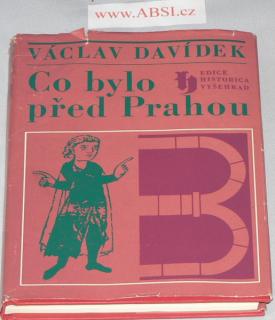 www.ABSI.cz
VÁCLAV DAVÍDEK
Co bylo
před Prahou
EDICE
HISTORICA
VYŠEHRAD